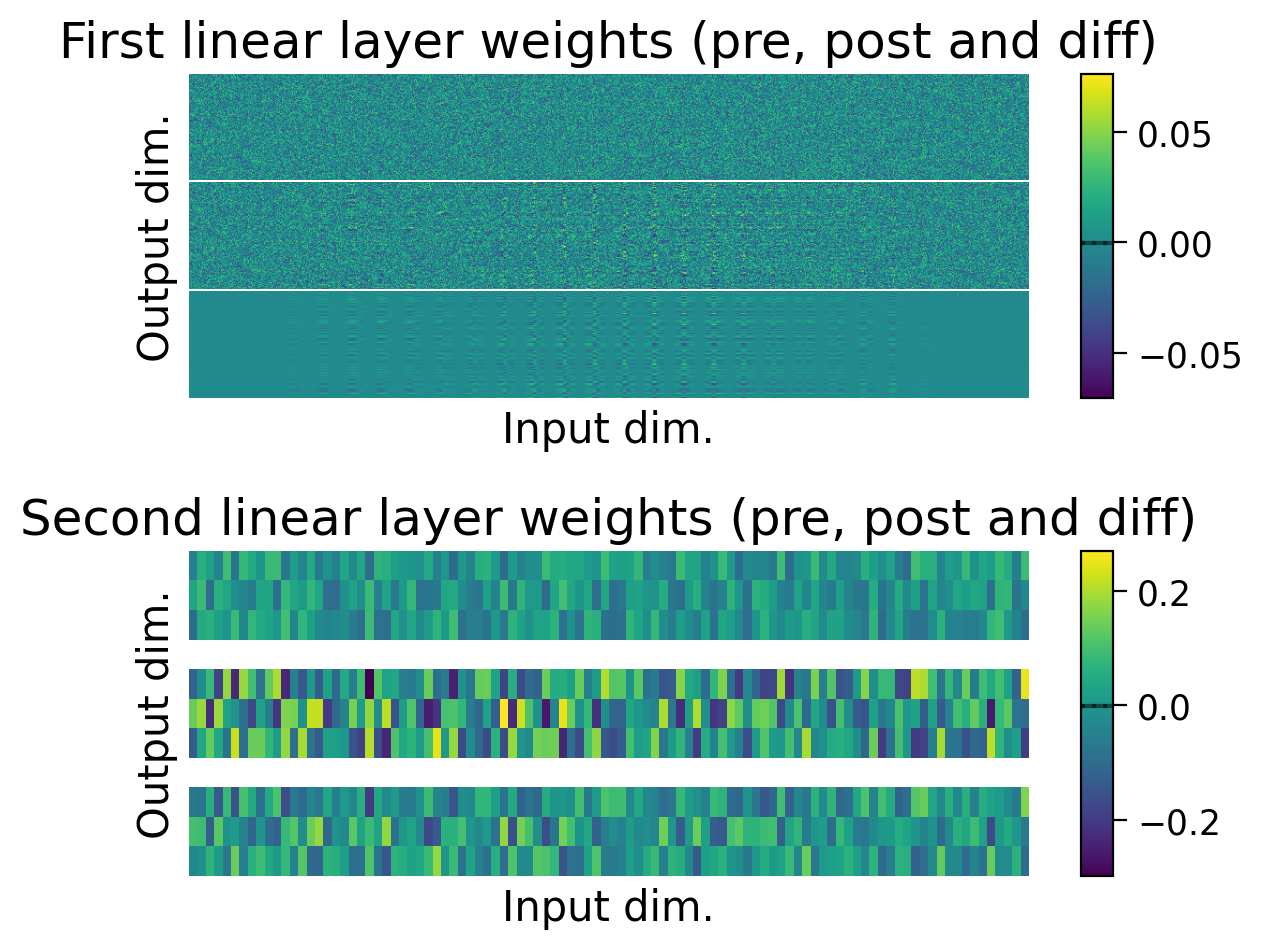 First linear layer weights (pre, post and diff)
Output dim.
0.05
0.00
−0.05
Input dim.
Second linear layer weights (pre, post and diff)
Output dim.
0.2
0.0
−0.2
Input dim.